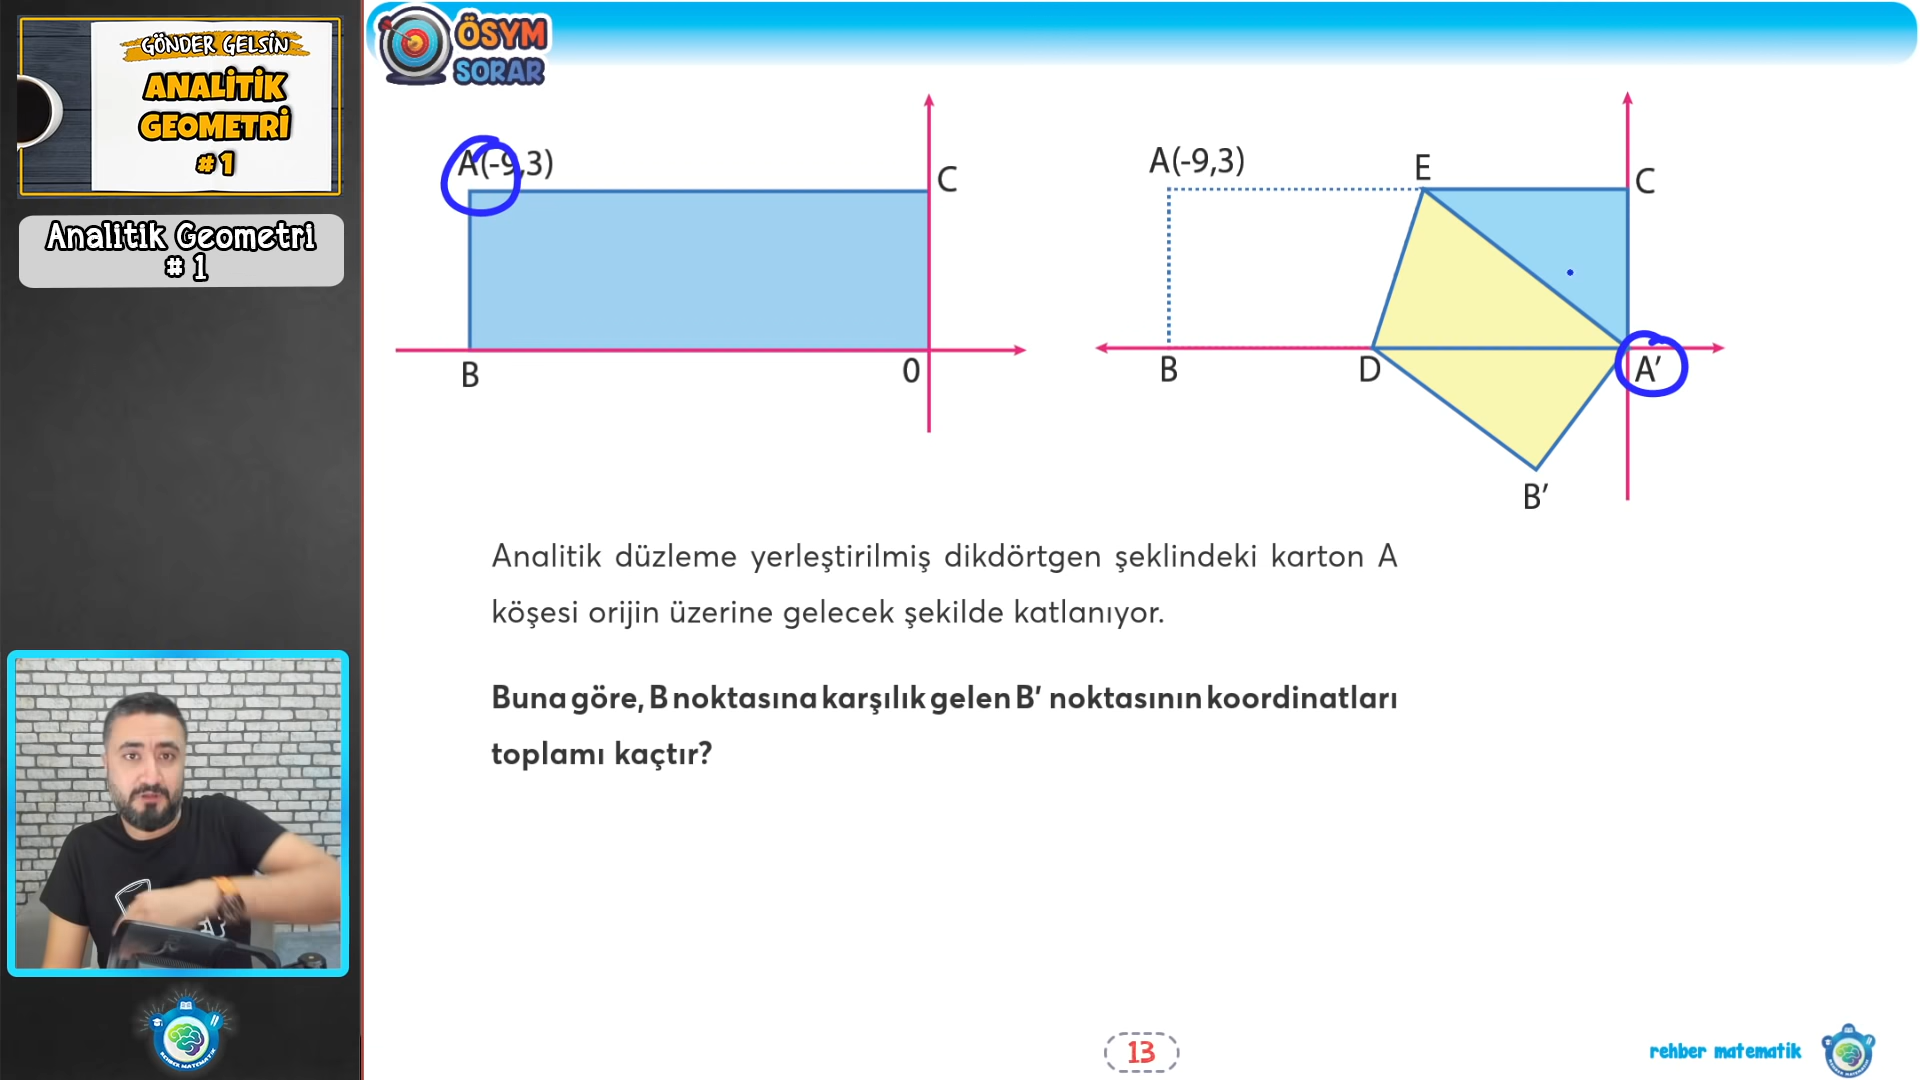 GÖNDER GELSİN
ANALİTİK
GEOMETRİ
#1
Analitik Geometri
#1
ÖSYM
SORAR
A(-9,3)
C
B
0
A(-9,3)
E
C
B
D
A'
B'
Analitik düzleme yerleştirilmiş dikdörtgen şeklindeki karton A
köşesi orijin üzerine gelecek şekilde katlanıyor.
Buna göre, B noktasına karşılık gelen B' noktasının koordinatları
toplamı kaçtır?
REHBER MATEMATİK
13
rehber matematik